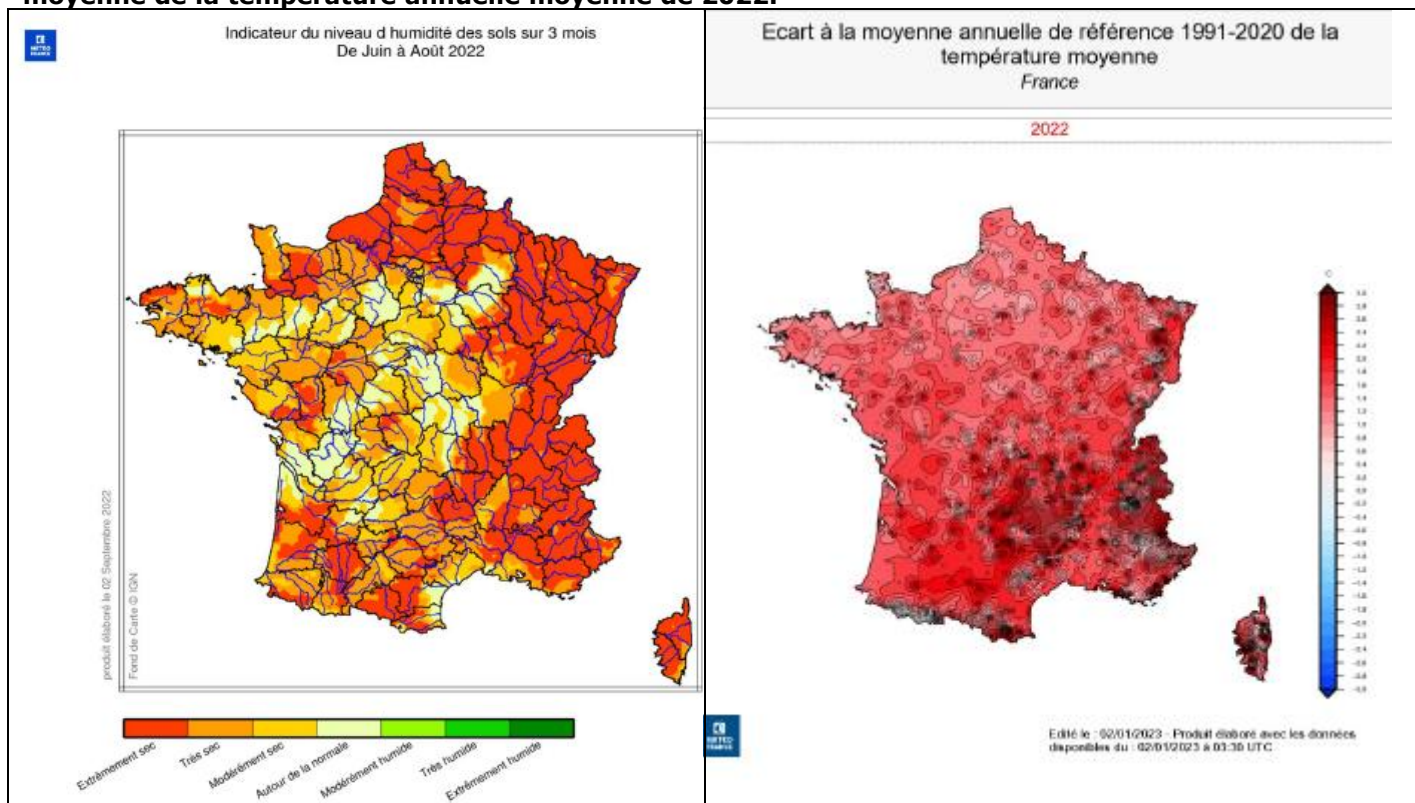 moyenne de la température annuelle moyenne de 2022.
METEO
FRANCE
Indicateur du niveau d humidité des sols sur 3 mois
De Juin à Août 2022
produit élaboré le 02 Septembre 2022
Fond de Carte © IGN
Extrêmement sec
Très sec
Modérément sec
Autour de la normale
Modérément humide
Très humide
Extrêmement humide
Ecart à la moyenne annuelle de référence 1991-2020 de la
température moyenne
France
2022
METEO
FRANCE
Edité le : 02/01/2023 - Produit élaboré avec les données
disponibles du : 02/01/2023 à 03:30 UTC